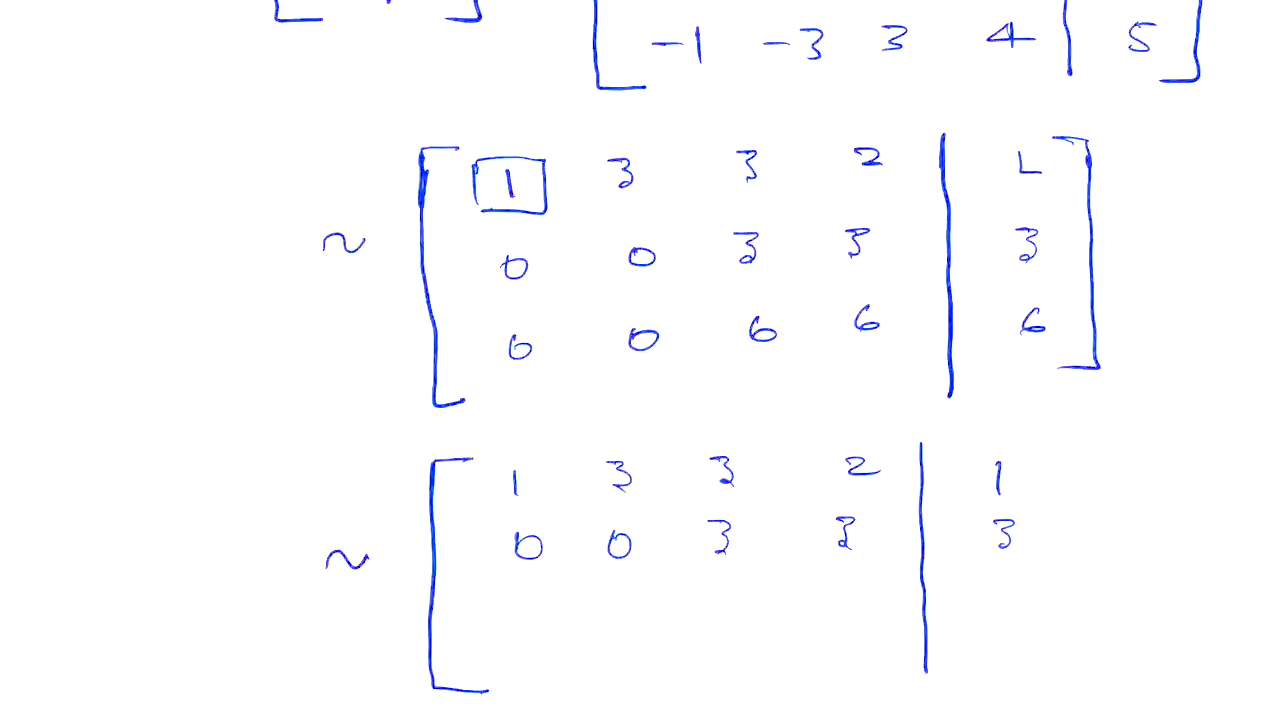 -1 -3 3 4 | 5
~ [ 1 3 3 2 | 1 ]
0 0 3 3 | 3
0 0 6 6 | 6
~ [ 1 3 3 2 | 1
0 0 3 3 | 3